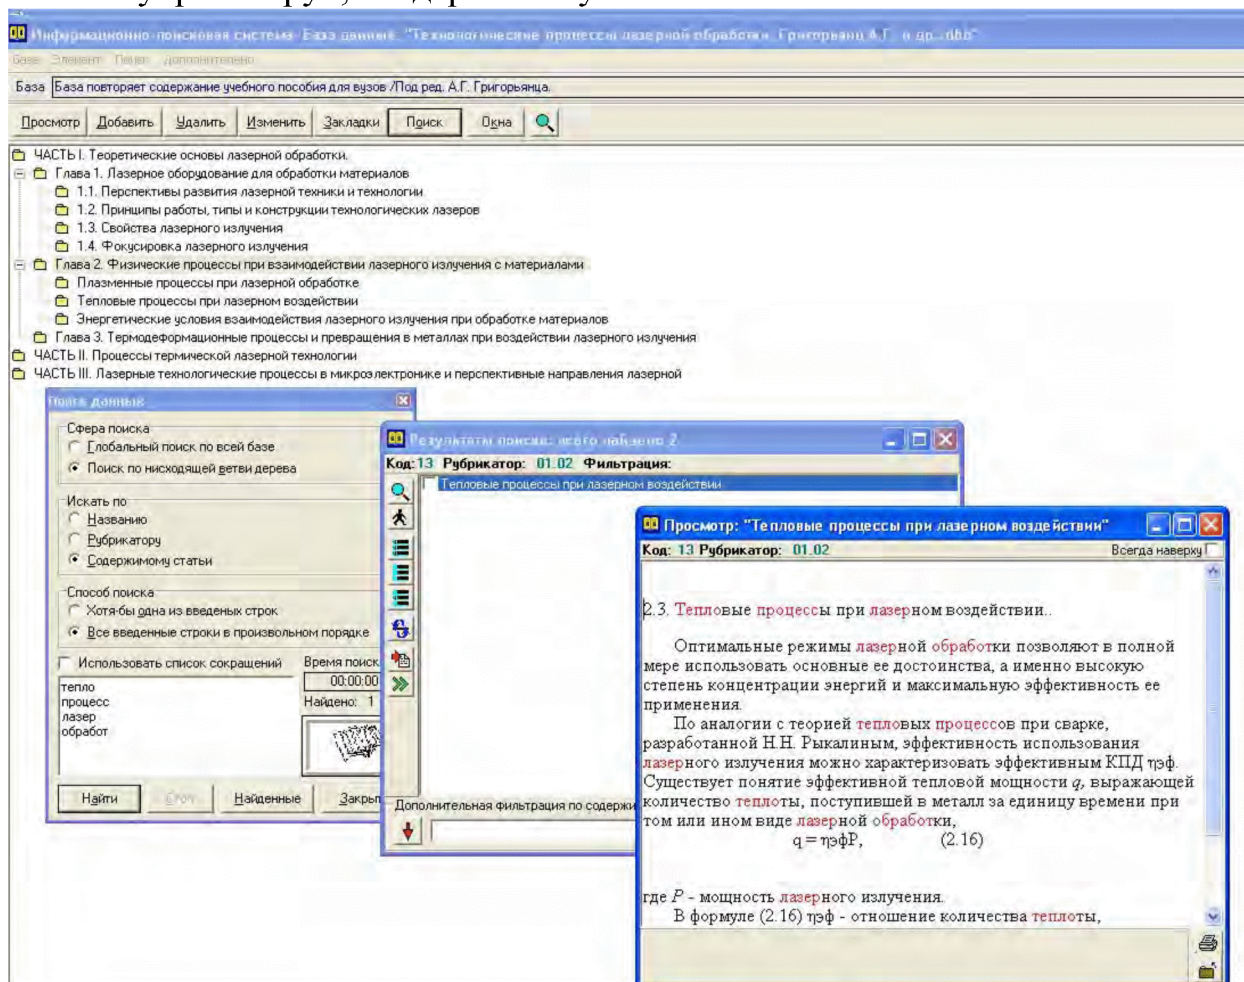 Информационно-поисковая система. База данных: "Технологические процессы лазерной обработки. Григорьянц А.Г. и др..dbb"
База Элемент Поиск Дополнительно
База База повторяет содержание учебного пособия для вузов /Под ред. А.Г. Григорьянца.
Просмотр Добавить Удалить Изменить Закладки Поиск Окна
ЧАСТЬ I. Теоретические основы лазерной обработки.
Глава 1. Лазерное оборудование для обработки материалов
1.1. Перспективы развития лазерной техники и технологии
1.2. Принципы работы, типы и конструкции технологических лазеров
1.3. Свойства лазерного излучения
1.4. Фокусировка лазерного излучения
Глава 2. Физические процессы при взаимодействии лазерного излучения с материалами
Плазменные процессы при лазерной обработке
Тепловые процессы при лазерном воздействии
Энергетические условия взаимодействия лазерного излучения при обработке материалов
Глава 3. Термодеформационные процессы и превращения в металлах при воздействии лазерного излучения
ЧАСТЬ II. Процессы термической лазерной технологии
ЧАСТЬ III. Лазерные технологические процессы в микроэлектронике и перспективные направления лазерной
Поиск данных
Сфера поиска
Глобальный поиск по всей базе
Поиск по нисходящей ветви дерева
Искать по
Названию
Рубрикатору
Содержимому статьи
Способ поиска
Хотя-бы одна из введеных строк
Все введенные строки в произвольном порядке
Использовать список сокращений Время поиск
00:00:00
тепло
процесс
лазер
обработ
Найдено: 1
Найти Стоп Найденные Закрыт
Результаты поиска: всего найдено 2
Код: 13 Рубрикатор: 01.02 Фильтрация:
Тепловые процессы при лазерном воздействии
Дополнительная фильтрация по содержи
Просмотр: "Тепловые процессы при лазерном воздействии"
Код: 13 Рубрикатор: 01.02 Всегда наверху
2.3. Тепловые процессы при лазерном воздействии..
Оптимальные режимы лазерной обработки позволяют в полной
мере использовать основные ее достоинства, а именно высокую
степень концентрации энергий и максимальную эффективность ее
применения.
По аналогии с теорией тепловых процессов при сварке,
разработанной Н.Н. Рыкалиным, эффективность использования
лазерного излучения можно характеризовать эффективным КПД ηэф.
Существует понятие эффективной тепловой мощности q, выражающей
количество теплоты, поступившей в металл за единицу времени при
том или ином виде лазерной обработки,
q = ηэфP, (2.16)
где P - мощность лазерного излучения.
В формуле (2.16) ηэф - отношение количества теплоты,